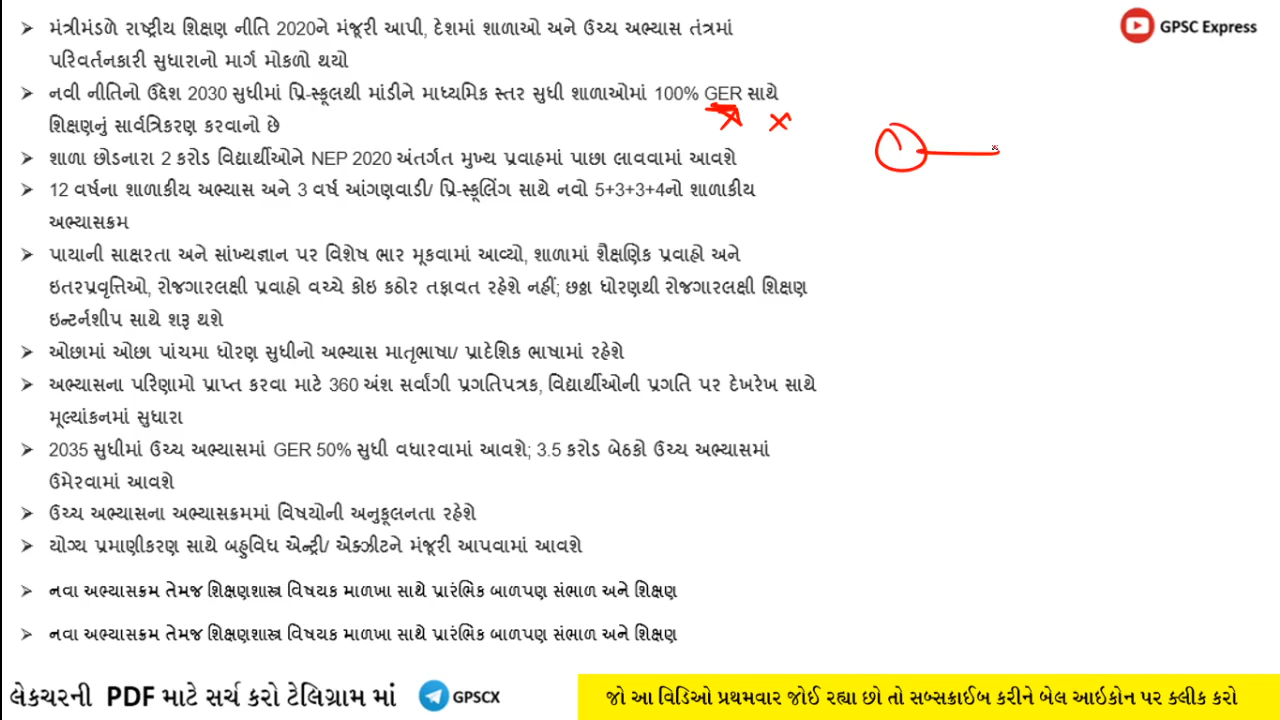 ➤ મંત્રીમંડળે રાષ્ટ્રીય શિક્ષણ નીતિ 2020ને મંજૂરી આપી, દેશમાં શાળાઓ અને ઉચ્ચ અભ્યાસ તંત્રમાં
પરિવર્તનકારી સુધારાનો માર્ગ મોકળો થયો
➤ નવી નીતિનો ઉદ્દેશ 2030 સુધીમાં પ્રિ-સ્કૂલથી માંડીને માધ્યમિક સ્તર સુધી શાળાઓમાં 100% GER સાથે
શિક્ષણનું સાર્વત્રિકરણ કરવાનો છે
➤ શાળા છોડનારા 2 કરોડ વિદ્યાર્થીઓને NEP 2020 અંતર્ગત મુખ્ય પ્રવાહમાં પાછા લાવવામાં આવશે
➤ 12 વર્ષના શાળાકીય અભ્યાસ અને 3 વર્ષ આંગણવાડી/ પ્રિ-સ્કૂલિંગ સાથે નવો 5+3+3+4નો શાળાકીય
અભ્યાસક્રમ
➤ પાયાની સાક્ષરતા અને સાંખ્યજ્ઞાન પર વિશેષ ભાર મૂકવામાં આવ્યો, શાળામાં શૈક્ષણિક પ્રવાહો અને
ઇતરપ્રવૃત્તિઓ, રોજગારલક્ષી પ્રવાહો વચ્ચે કોઇ કઠોર તફાવત રહેશે નહીં; છઠ્ઠા ધોરણથી રોજગારલક્ષી શિક્ષણ
ઇન્ટર્નશીપ સાથે શરૂ થશે
➤ ઓછામાં ઓછા પાંચમા ધોરણ સુધીનો અભ્યાસ માતૃભાષા/ પ્રાદેશિક ભાષામાં રહેશે
➤ અભ્યાસના પરિણામો પ્રાપ્ત કરવા માટે 360 અંશ સર્વાંગી પ્રગતિપત્રક, વિદ્યાર્થીઓની પ્રગતિ પર દેખરેખ સાથે
મૂલ્યાંકનમાં સુધારા
➤ 2035 સુધીમાં ઉચ્ચ અભ્યાસમાં GER 50% સુધી વધારવામાં આવશે; 3.5 કરોડ બેઠકો ઉચ્ચ અભ્યાસમાં
ઉમેરવામાં આવશે
➤ ઉચ્ચ અભ્યાસના અભ્યાસક્રમમાં વિષયોની અનુકૂલનતા રહેશે
➤ યોગ્ય પ્રમાણીકરણ સાથે બહુવિધ એન્ટ્રી/ એક્ઝીટને મંજૂરી આપવામાં આવશે
➤ નવા અભ્યાસક્રમ તેમજ શિક્ષણશાસ્ત્ર વિષયક માળખા સાથે પ્રારંભિક બાળપણ સંભાળ અને શિક્ષણ
➤ નવા અભ્યાસક્રમ તેમજ શિક્ષણશાસ્ત્ર વિષયક માળખા સાથે પ્રારંભિક બાળપણ સંભાળ અને શિક્ષણ
GPSC Express
લેકચરની PDF માટે સર્ચ કરો ટેલિગ્રામ માં GPSCX
જો આ વિડિઓ પ્રથમવાર જોઈ રહ્યા છો તો સબ્સક્રાઈબ કરીને બેલ આઇકોન પર ક્લીક કરો